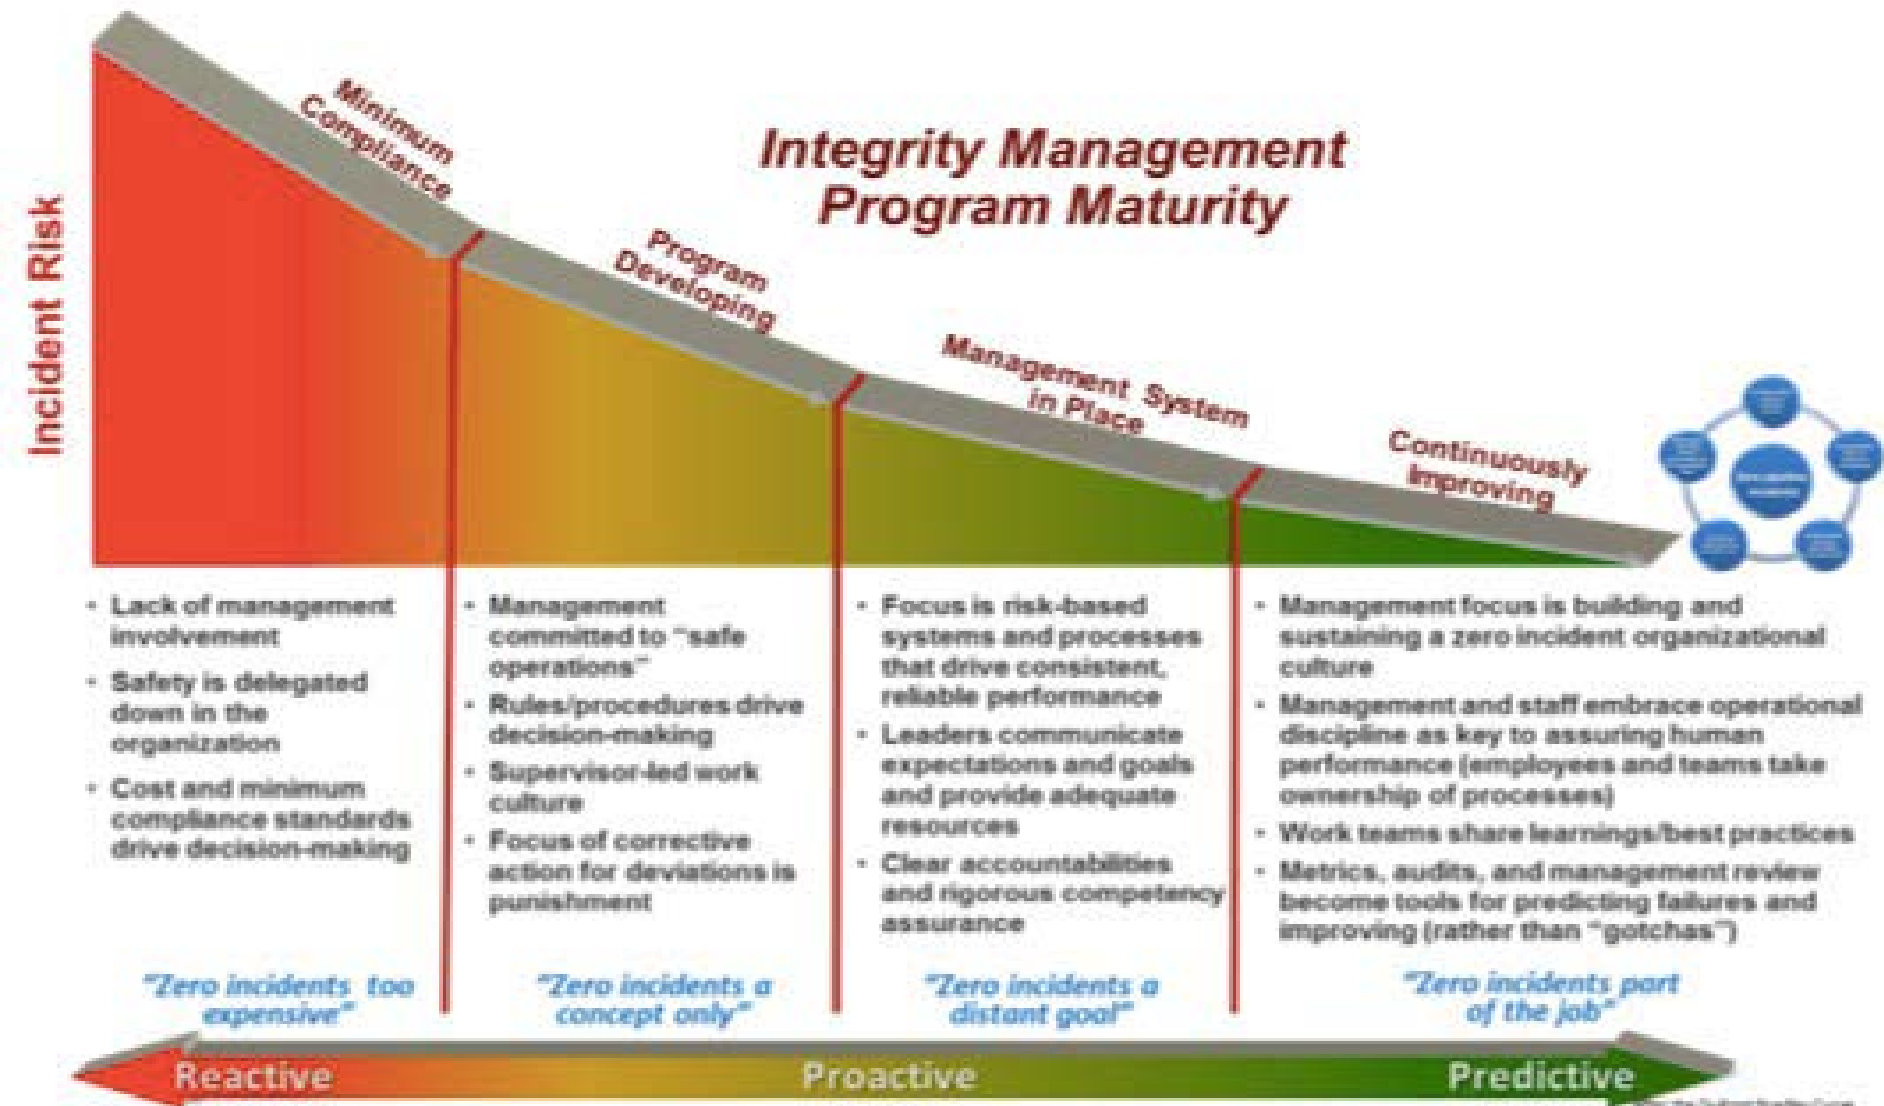 Integrity Management
Program Maturity
Incident Risk
Minimum
Compliance
Program
Developing
Management System
in Place
Continuously
Improving
• Lack of management
involvement
• Safety is delegated
down in the
organization
• Cost and minimum
compliance standards
drive decision-making
"Zero incidents too
expensive"
• Management
committed to "safe
operations"
• Rules/procedures drive
decision-making
• Supervisor-led work
culture
• Focus of corrective
action for deviations is
punishment
"Zero incidents a
concept only"
• Focus is risk-based
systems and processes
that drive consistent,
reliable performance
• Leaders communicate
expectations and goals
and provide adequate
resources
• Clear accountabilities
and rigorous competency
assurance
"Zero incidents a
distant goal"
• Management focus is building and
sustaining a zero incident organizational
culture
• Management and staff embrace operational
discipline as key to assuring human
performance (employees and teams take
ownership of processes)
• Work teams share learnings/best practices
• Metrics, audits, and management review
become tools for predicting failures and
improving (rather than "gotchas")
"Zero incidents part
of the job"
Reactive
Proactive
Predictive